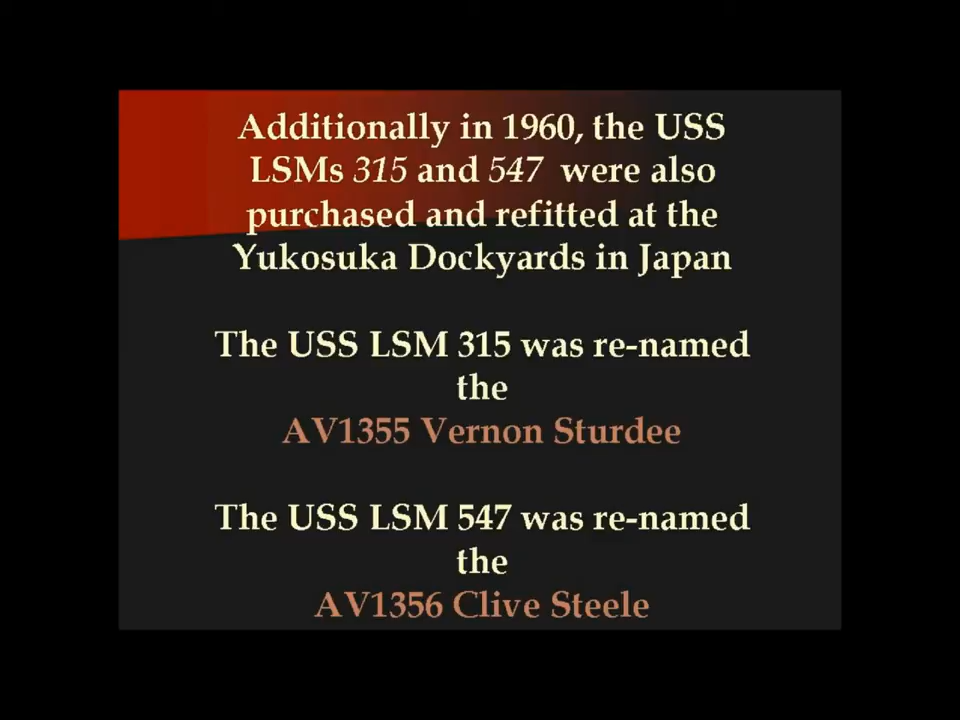 Additionally in 1960, the USS
LSMs 315 and 547 were also
purchased and refitted at the
Yukosuka Dockyards in Japan
The USS LSM 315 was re-named
the
AV1355 Vernon Sturdee
The USS LSM 547 was re-named
the
AV1356 Clive Steele